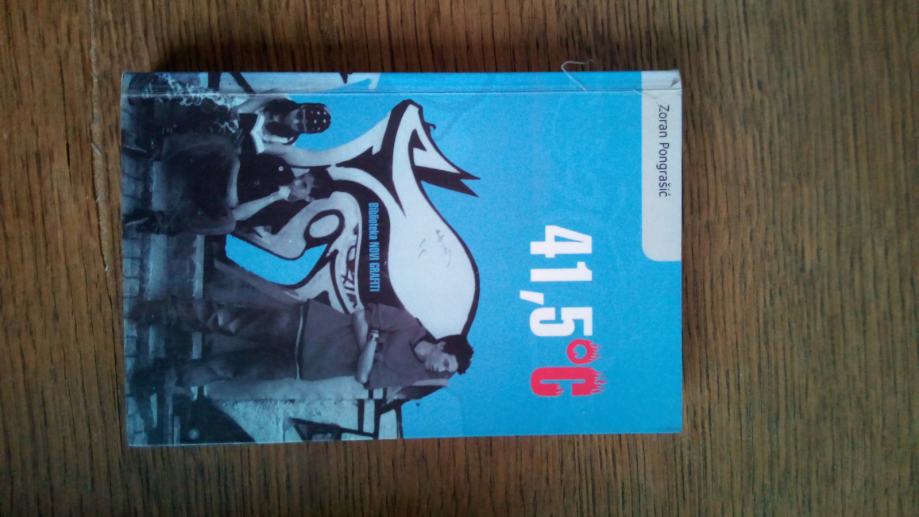 Zoran Pongrašić
41,5°C
Biblioteka NOVI GRAFITI